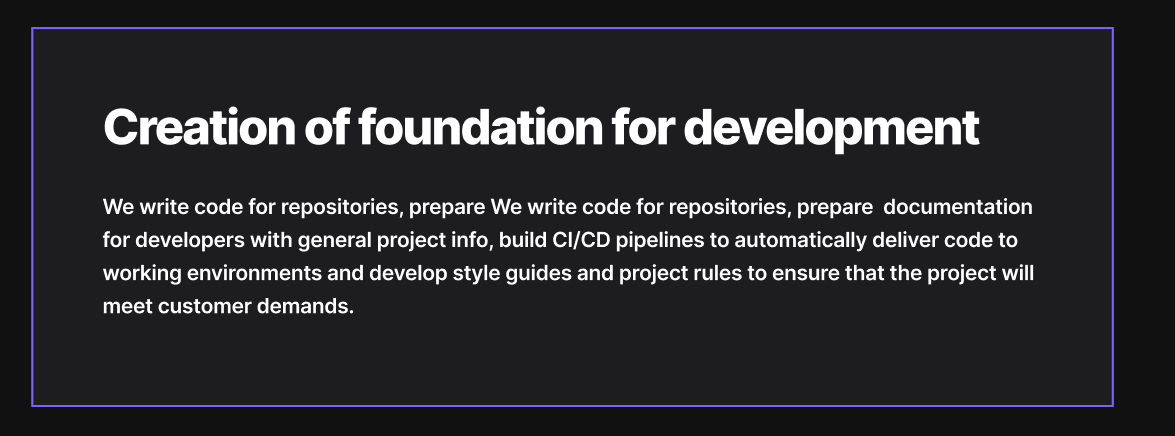 Creation of foundation for development
We write code for repositories, prepare We write code for repositories, prepare  documentation
for developers with general project info, build CI/CD pipelines to automatically deliver code to
working environments and develop style guides and project rules to ensure that the project will
meet customer demands.